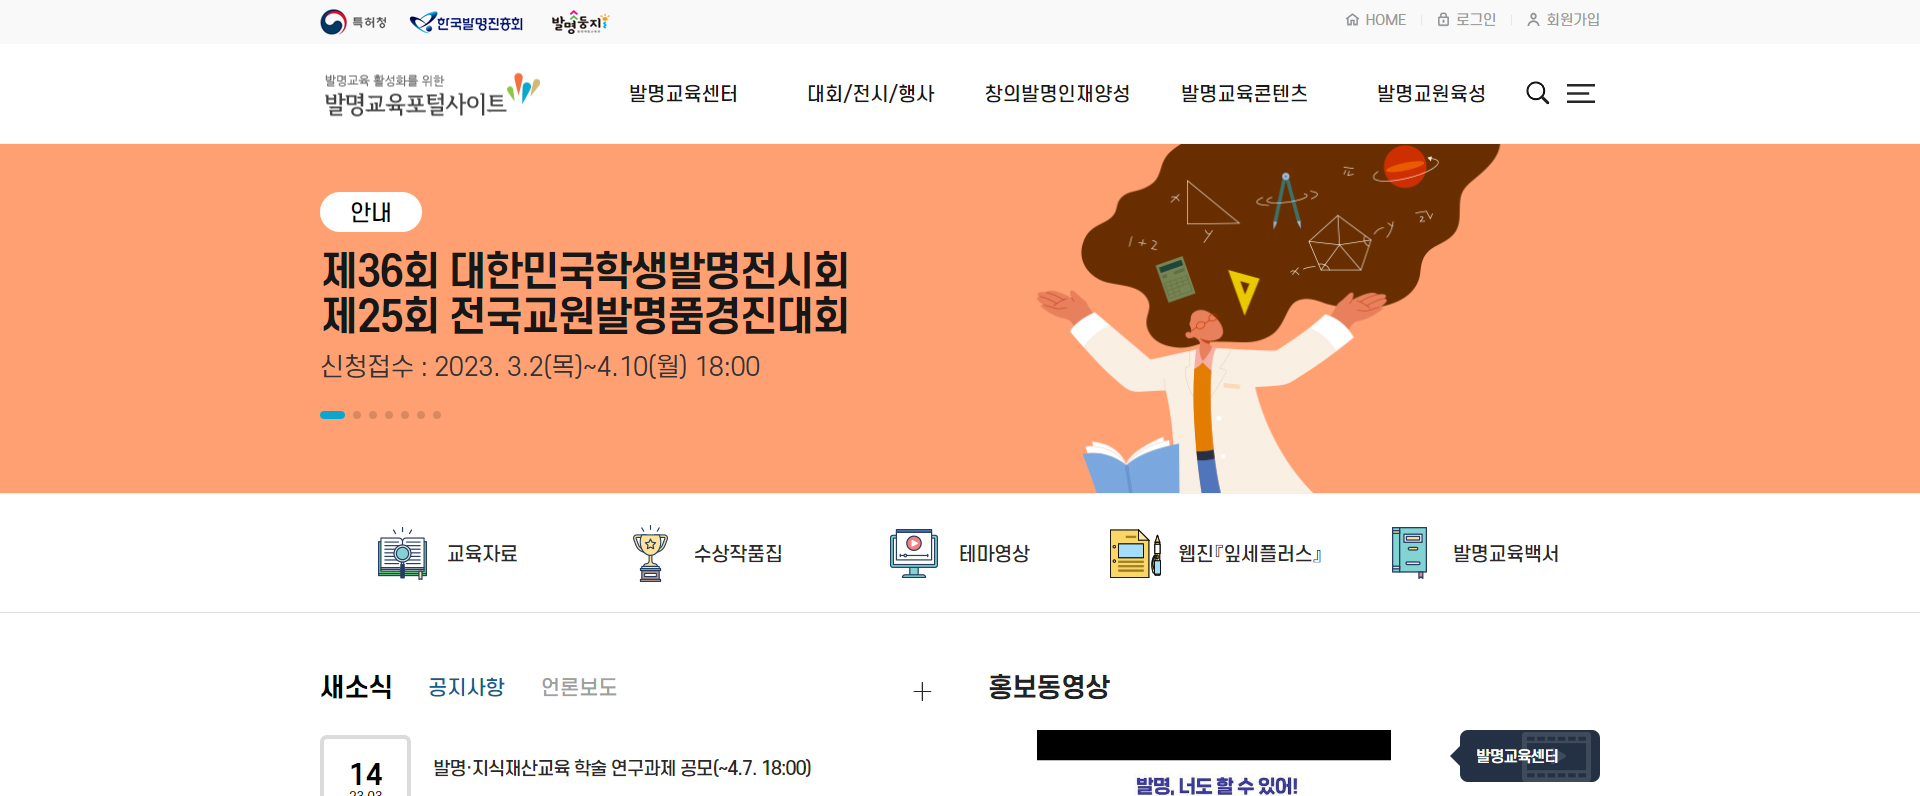 특허청
한국발명진흥회
발명둥지
HOME
로그인
회원가입
발명교육 활성화를 위한
발명교육포털사이트
발명교육센터
대회/전시/행사
창의발명인재양성
발명교육콘텐츠
발명교원육성
안내
제36회 대한민국학생발명전시회
제25회 전국교원발명품경진대회
신청접수 : 2023. 3.2(목)~4.10(월) 18:00
x
y
1+2
π
x
y
교육자료
수상작품집
테마영상
웹진『잎세플러스』
발명교육백서
새소식
공지사항
언론보도
홍보동영상
14
23.03
발명·지식재산교육 학술 연구과제 공모(~4.7. 18:00)
발명, 너도 할 수 있어!
발명교육센터